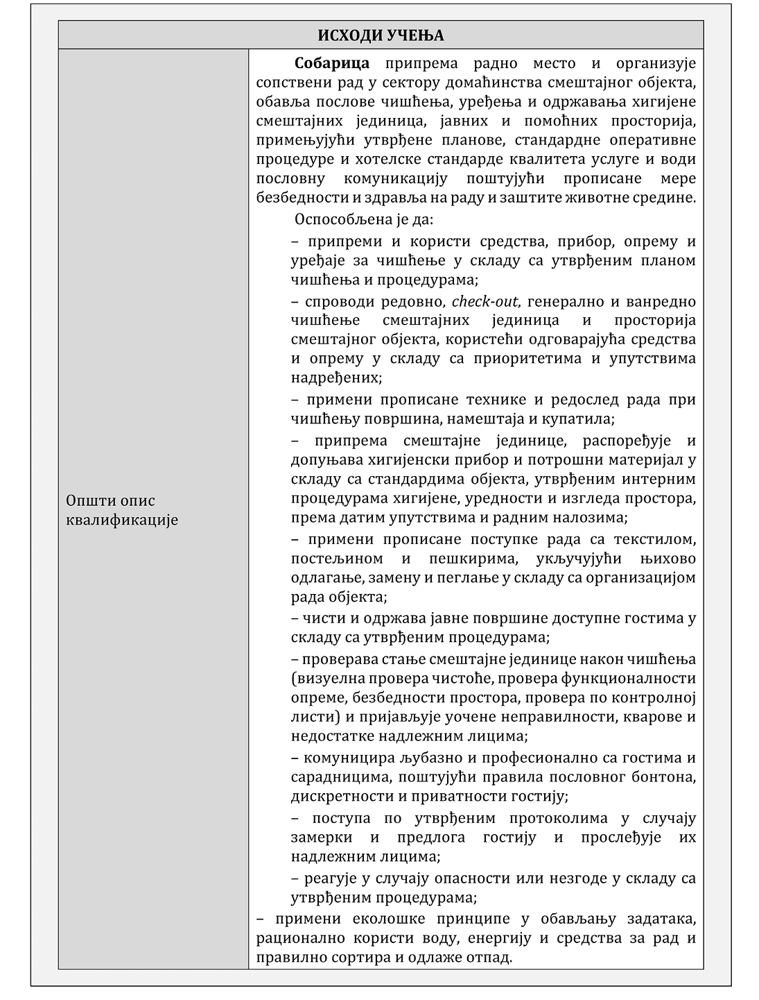 ИСХОДИ УЧЕЊА
Општи опис
квалификације
Собарица припрема радно место и организује
сопствени рад у сектору домаћинства смештајног објекта,
обавља послове чишћења, уређења и одржавања хигијене
смештајних јединица, јавних и помоћних просторија,
примењујући утврђене планове, стандардне оперативне
процедуре и хотелске стандарде квалитета услуге и води
пословну комуникацију поштујући прописане мере
безбедности и здравља на раду и заштите животне средине.
Оспособљена је да:
– припреми и користи средства, прибор, опрему и
уређаје за чишћење у складу са утврђеним планом
чишћења и процедурама;
– спроводи редовно, check-out, генерално и ванредно
чишћење смештајних јединица и просторија
смештајног објекта, користећи одговарајућа средства
и опрему у складу са приоритетима и упутствима
надређених;
– примени прописане технике и редослед рада при
чишћењу површина, намештаја и купатила;
– припрема смештајне јединице, распоређује и
допуњава хигијенски прибор и потрошни материјал у
складу са стандардима објекта, утврђеним интерним
процедурама хигијене, уредности и изгледа простора,
према датим упутствима и радним налозима;
– примени прописане поступке рада са текстилом,
постељином и пешкирима, укључујући њихово
одлагање, замену и пеглање у складу са организацијом
рада објекта;
– чисти и одржава јавне површине доступне гостима у
складу са утврђеним процедурама;
– проверава стање смештајне јединице након чишћења
(визуелна провера чистоће, провера функционалности
опреме, безбедности простора, провера по контролној
листи) и пријављује уочене неправилности, кварове и
недостатке надлежним лицима;
– комуницира љубазно и професионално са гостима и
сарадницима, поштујући правила пословног бонтона,
дискретности и приватности гостију;
– поступа по утврђеним протоколима у случају
замерки и предлога гостију и прослеђује их
надлежним лицима;
– реагује у случају опасности или незгоде у складу са
утврђеним процедурама;
– примени еколошке принципе у обављању задатака,
рационално користи воду, енергију и средства за рад и
правилно сортира и одлаже отпад.